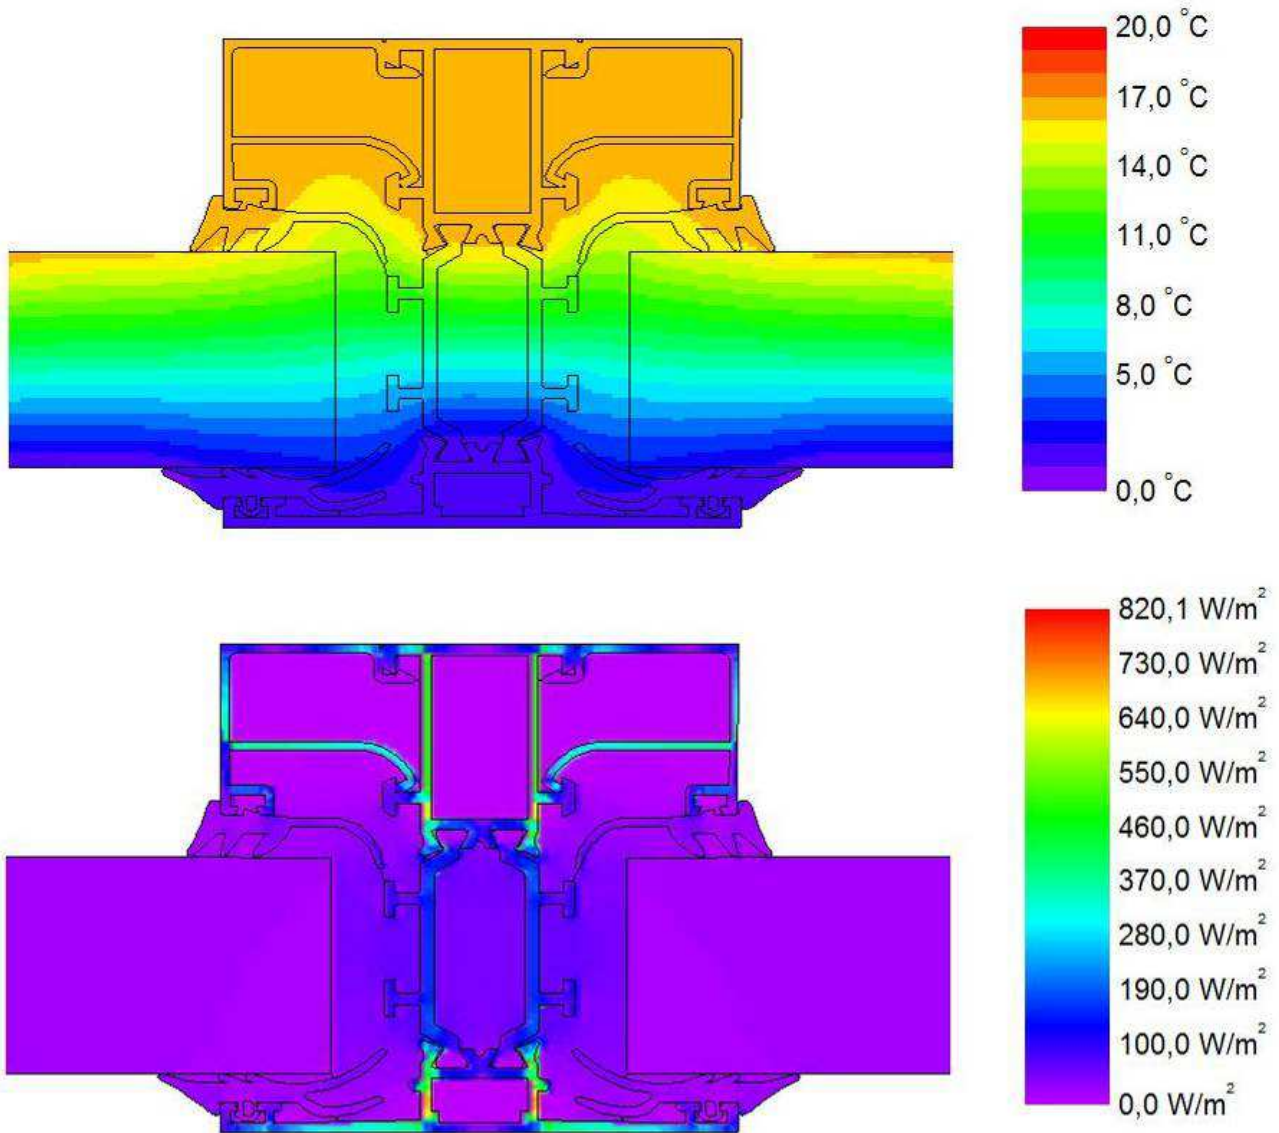 20,0 °C
17,0 °C
14,0 °C
11,0 °C
8,0 °C
5,0 °C
0,0 °C
820,1 W/m²
730,0 W/m²
640,0 W/m²
550,0 W/m²
460,0 W/m²
370,0 W/m²
280,0 W/m²
190,0 W/m²
100,0 W/m²
0,0 W/m²